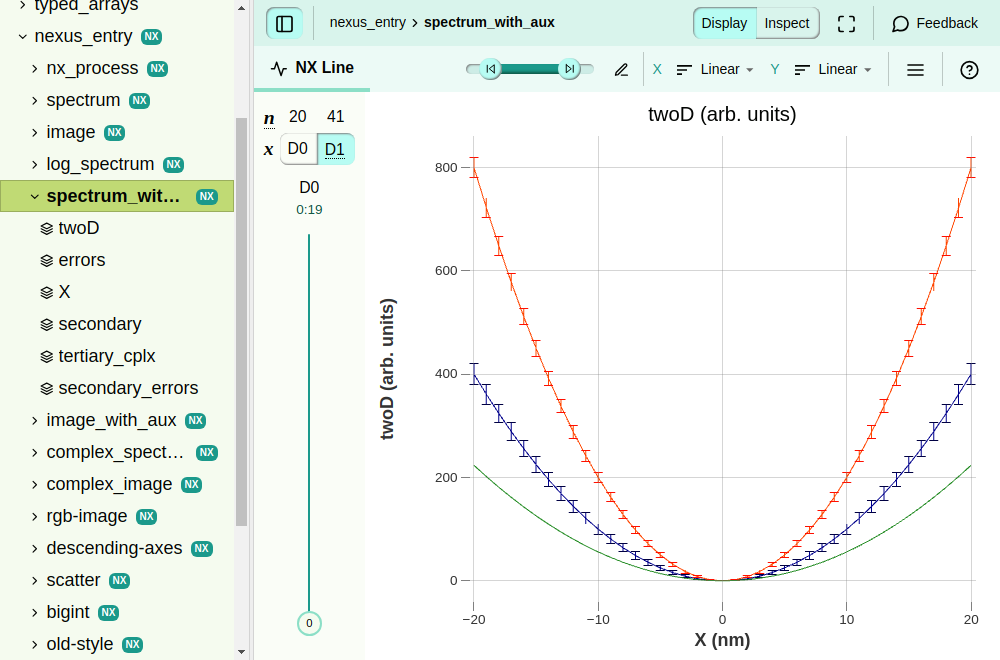 typed_arrays
nexus_entry NX
nx_process NX
spectrum NX
image NX
log_spectrum NX
spectrum_wit... NX
twoD
errors
X
secondary
tertiary_cplx
secondary_errors
image_with_aux NX
complex_spect... NX
complex_image NX
rgb-image NX
descending-axes NX
scatter NX
bigint NX
old-style NX
nexus_entry › spectrum_with_aux
Display Inspect
Feedback
NX Line
X Linear
Y Linear
n 20 41
x D0 D1
D0
0:19
0
twoD (arb. units)
800
600
400
200
0
twoD (arb. units)
−20 −10 0 10 20
X (nm)